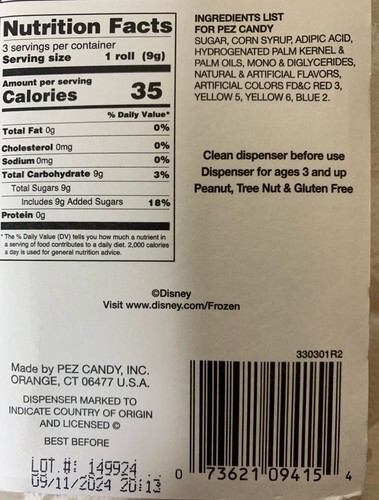 Nutrition Facts
3 servings per container
Serving size 1 roll (9g)
Amount per serving
Calories 35
% Daily Value*
Total Fat 0g 0%
Cholesterol 0mg 0%
Sodium 0mg 0%
Total Carbohydrate 9g 3%
Total Sugars 9g
Includes 9g Added Sugars 18%
Protein 0g
* The % Daily Value (DV) tells you how much a nutrient in
a serving of food contributes to a daily diet. 2,000 calories
a day is used for general nutrition advice.
INGREDIENTS LIST
FOR PEZ CANDY
SUGAR, CORN SYRUP, ADIPIC ACID,
HYDROGENATED PALM KERNEL &
PALM OILS, MONO & DIGLYCERIDES,
NATURAL & ARTIFICIAL FLAVORS,
ARTIFICIAL COLORS FD&C RED 3,
YELLOW 5, YELLOW 6, BLUE 2.
Clean dispenser before use
Dispenser for ages 3 and up
Peanut, Tree Nut & Gluten Free
©Disney
Visit www.disney.com/Frozen
Made by PEZ CANDY, INC.
ORANGE, CT 06477 U.S.A.
DISPENSER MARKED TO
INDICATE COUNTRY OF ORIGIN
AND LICENSED ©
BEST BEFORE
LOT.#: 149924
09/11/2024 20:13
330301R2
0 73621 09415 4